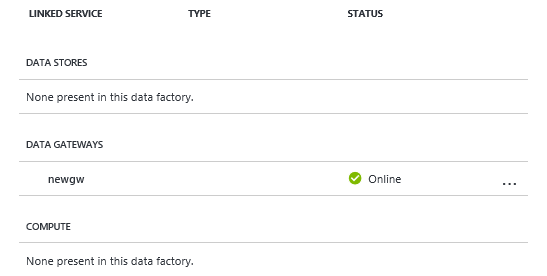 LINKED SERVICE TYPE STATUS
DATA STORES
None present in this data factory.
DATA GATEWAYS
newgw Online ...
COMPUTE
None present in this data factory.